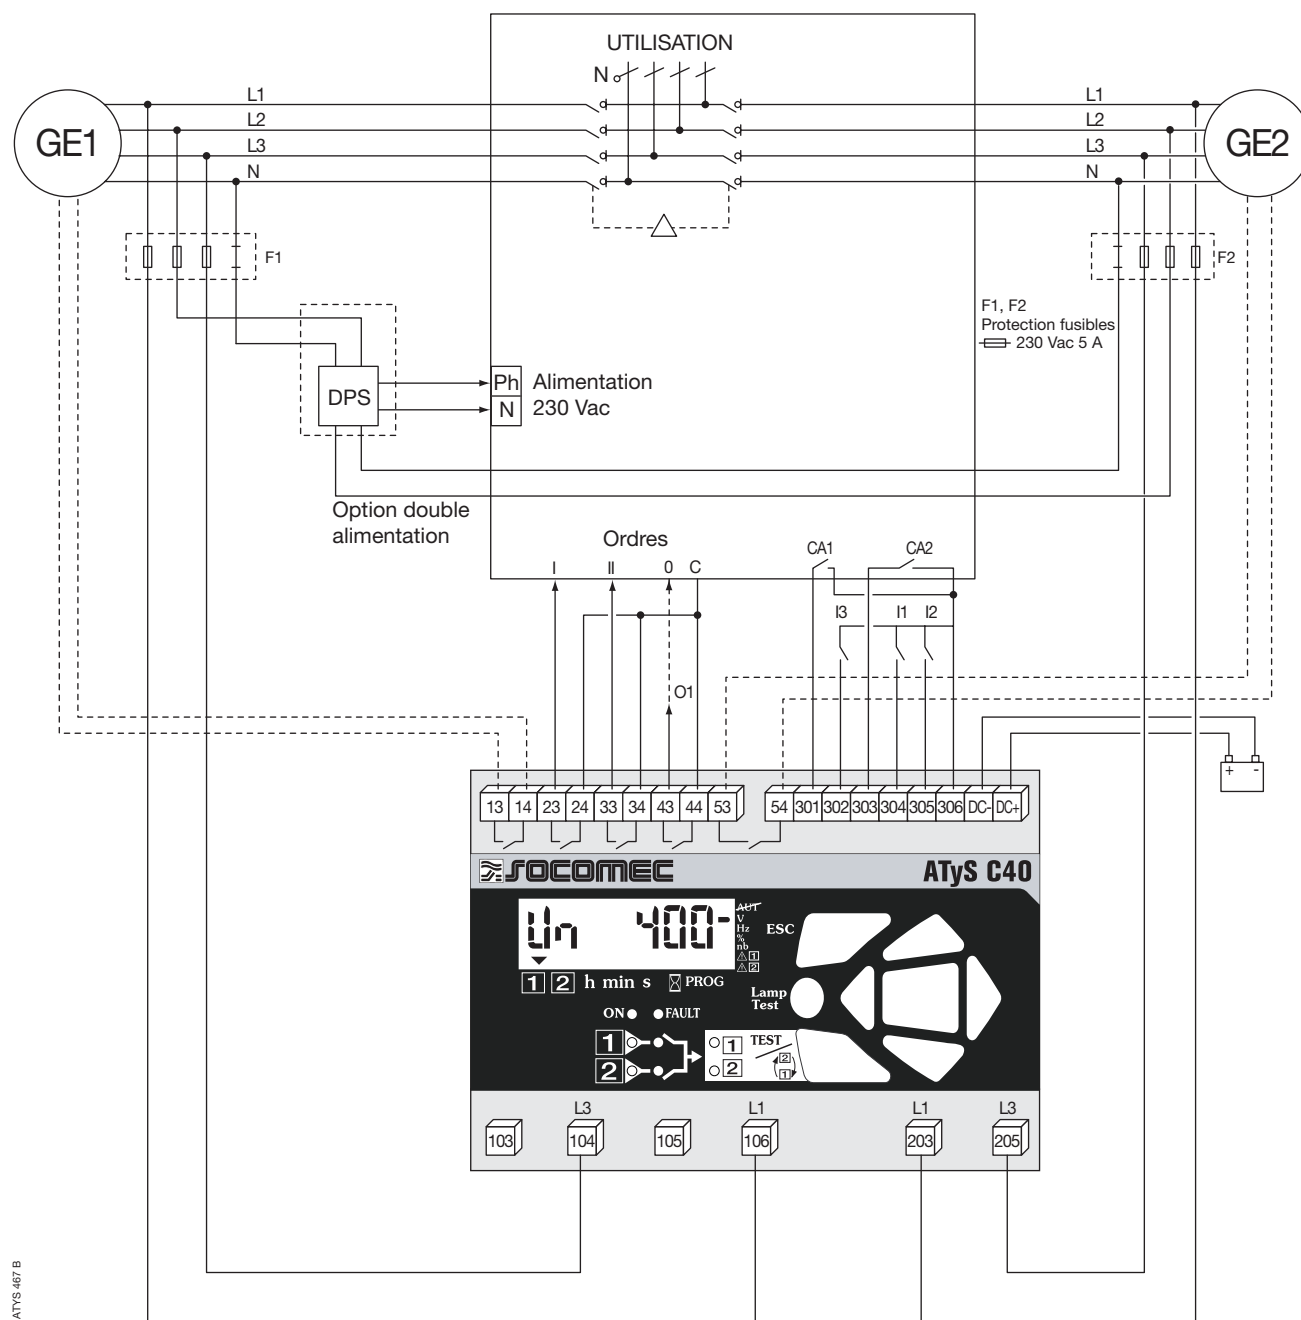 UTILISATION
N
GE1
L1
L2
L3
N
L1
L2
L3
N
GE2
F1
F2
F1, F2
Protection fusibles
230 Vac 5 A
DPS
Ph
N
Alimentation
230 Vac
Option double
alimentation
Ordres
I
II
0
C
CA1
CA2
I3
I1
I2
O1
+ -
13 14 23 24 33 34 43 44 53
54 301 302 303 304 305 306 DC- DC+
SOCOMEC
ATyS C40
Un 400-
AUT
V
Hz
%
nb
1
2
ESC
1 2 h min s PROG
Lamp
Test
ON FAULT
1
2
1
2
TEST
2
1
L3
L1
L1
L3
103
104
105
106
203
205
ATYS 467 B